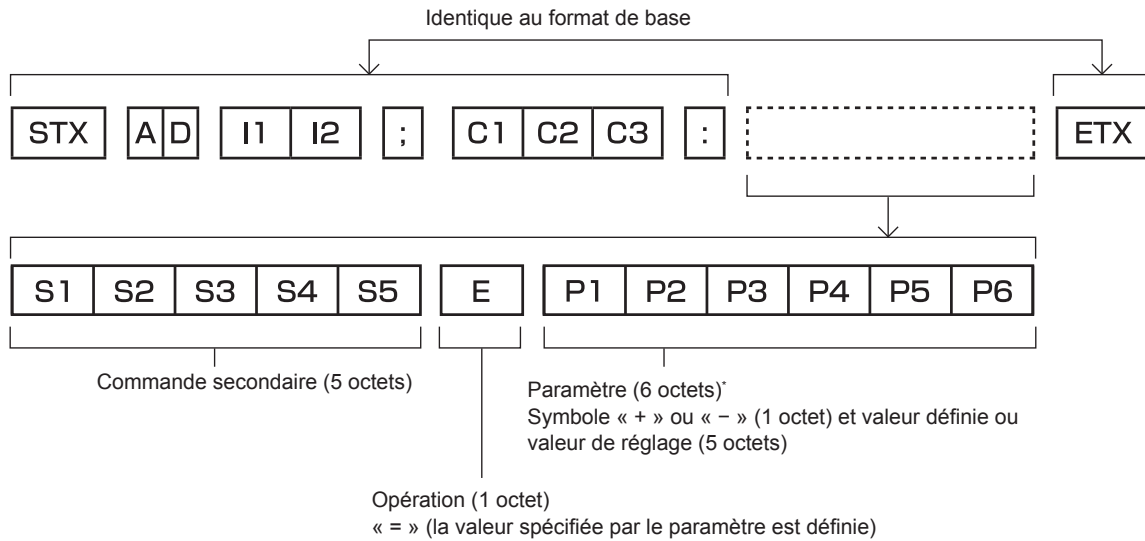 Identique au format de base
STX A D I1 I2 ; C1 C2 C3 : ETX
S1 S2 S3 S4 S5 E P1 P2 P3 P4 P5 P6
Commande secondaire (5 octets)
Paramètre (6 octets)*
Symbole « + » ou « − » (1 octet) et valeur définie ou
valeur de réglage (5 octets)
Opération (1 octet)
« = » (la valeur spécifiée par le paramètre est définie)